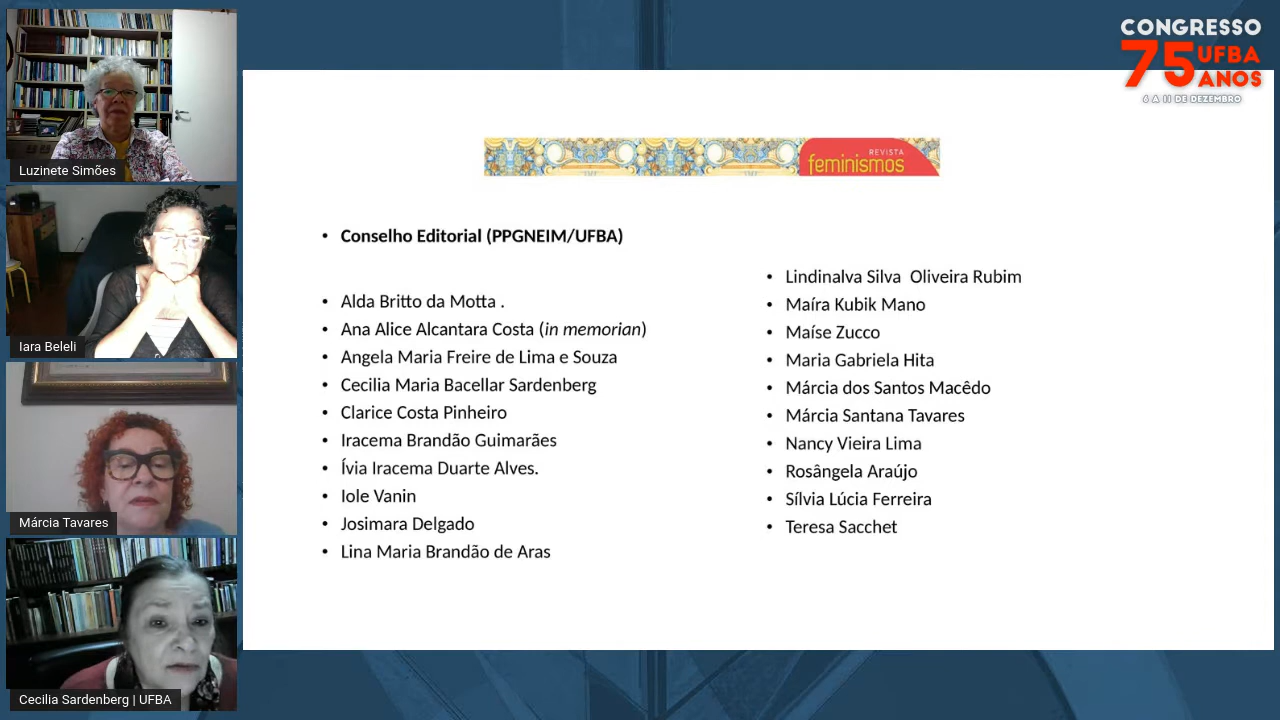 CONGRESSO
75 UFBA
ANOS
6 A 11 DE DEZEMBRO
Luzinete Simões
Iara Beleli
Márcia Tavares
Cecilia Sardenberg | UFBA
REVISTA
feminismos
• Conselho Editorial (PPGNEIM/UFBA)
• Alda Britto da Motta .
• Ana Alice Alcantara Costa (in memorian)
• Angela Maria Freire de Lima e Souza
• Cecilia Maria Bacellar Sardenberg
• Clarice Costa Pinheiro
• Iracema Brandão Guimarães
• Ívia Iracema Duarte Alves.
• Iole Vanin
• Josimara Delgado
• Lina Maria Brandão de Aras
• Lindinalva Silva  Oliveira Rubim
• Maíra Kubik Mano
• Maíse Zucco
• Maria Gabriela Hita
• Márcia dos Santos Macêdo
• Márcia Santana Tavares
• Nancy Vieira Lima
• Rosângela Araújo
• Sílvia Lúcia Ferreira
• Teresa Sacchet